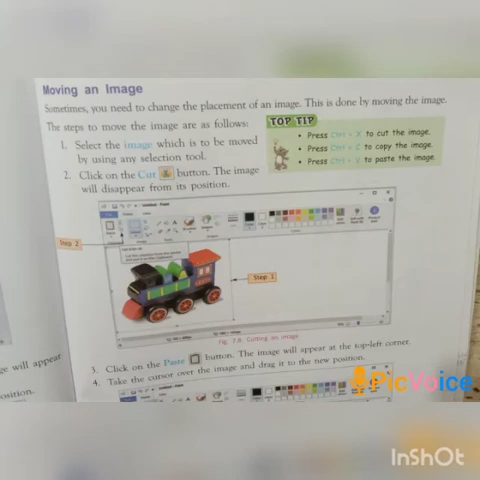 Moving an Image
Sometimes, you need to change the placement of an image. This is done by moving the image.
The steps to move the image are as follows:
1. Select the image which is to be moved
by using any selection tool.
2. Click on the Cut button. The image
will disappear from its position.
TOP TIP
• Press Ctrl + X to cut the image.
• Press Ctrl + C to copy the image.
• Press Ctrl + V to paste the image.
Step 2
Step 1
Fig. 7.8 Cutting an image
3. Click on the Paste button. The image will appear at the top-left corner.
4. Take the cursor over the image and drag it to the new position.
ge will appear
osition.
PicVoice
InShOt